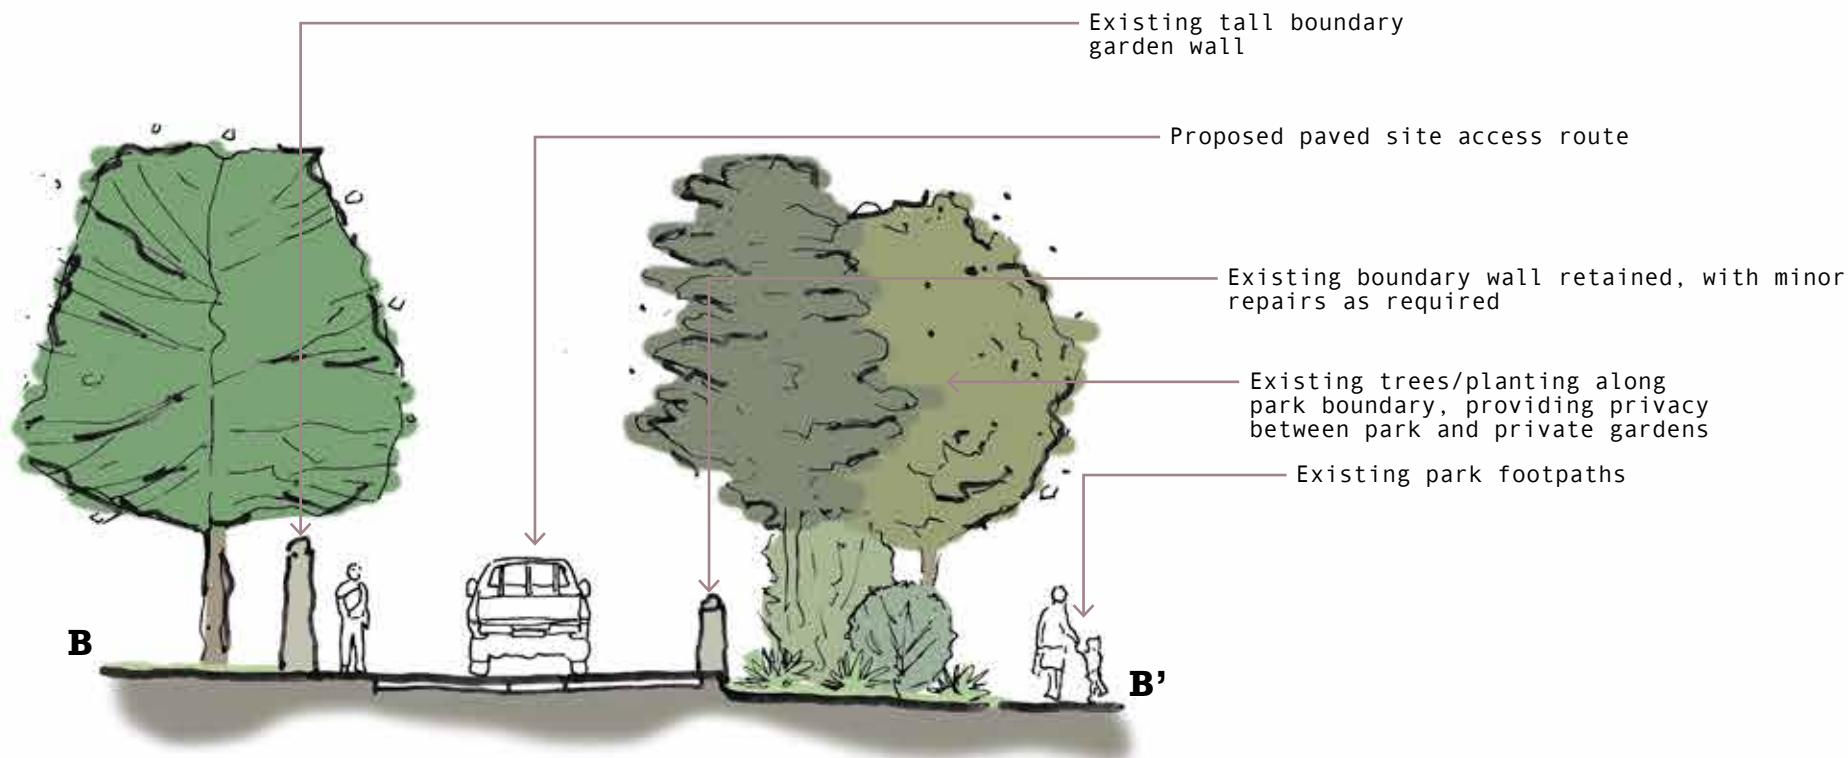 Existing tall boundary
garden wall
Proposed paved site access route
Existing boundary wall retained, with minor
repairs as required
Existing trees/planting along
park boundary, providing privacy
between park and private gardens
Existing park footpaths
B
B’